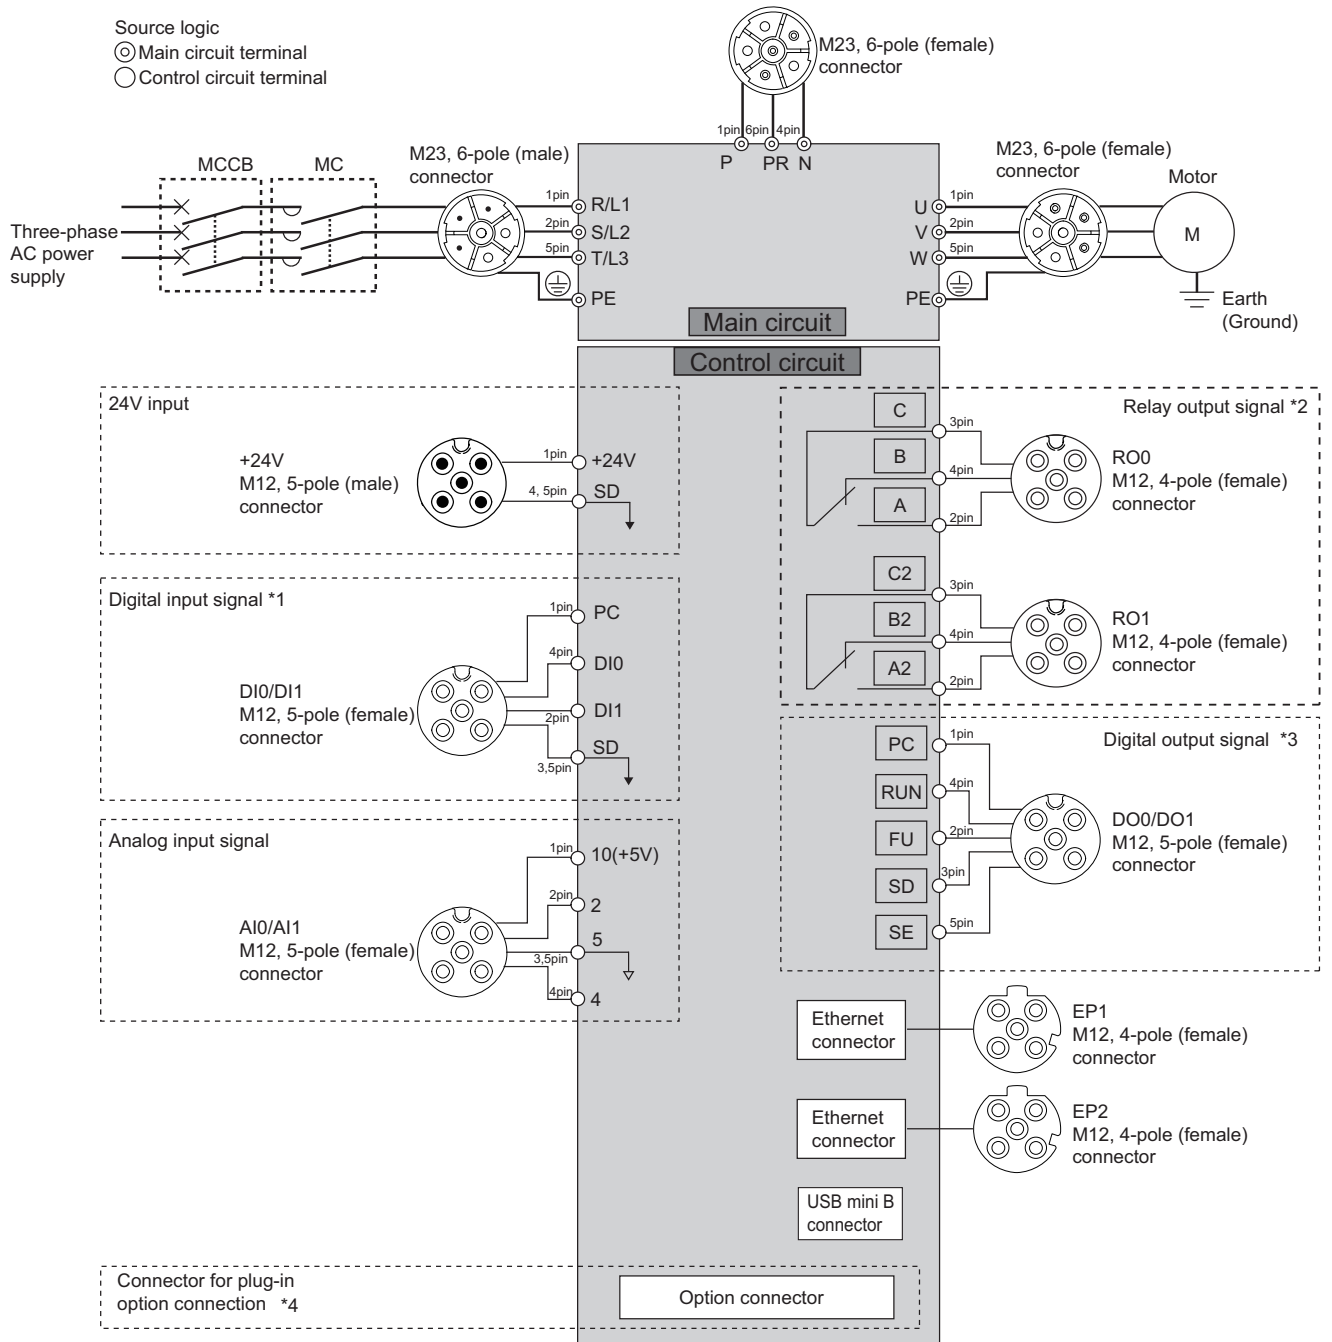 Source logic
Main circuit terminal
Control circuit terminal
M23, 6-pole (female)
connector
1pin 6pin 4pin
P PR N
MCCB
MC
M23, 6-pole (male)
connector
M23, 6-pole (female)
connector
Motor
Three-phase
AC power
supply
1pin
R/L1
2pin
S/L2
5pin
T/L3
PE
U
1pin
V
2pin
W
5pin
PE
M
Earth
(Ground)
Main circuit
Control circuit
24V input
+24V
M12, 5-pole (male)
connector
1pin
+24V
4, 5pin
SD
Relay output signal *2
C
3pin
B
4pin
A
2pin
RO0
M12, 4-pole (female)
connector
C2
3pin
B2
4pin
A2
2pin
RO1
M12, 4-pole (female)
connector
Digital input signal *1
DI0/DI1
M12, 5-pole (female)
connector
1pin
PC
4pin
DI0
DI1
2pin
SD
3,5pin
Digital output signal *3
PC
1pin
RUN
4pin
FU
2pin
SD
3pin
SE
5pin
DO0/DO1
M12, 5-pole (female)
connector
Analog input signal
AI0/AI1
M12, 5-pole (female)
connector
1pin
10(+5V)
2pin
2
5
3,5pin
4pin
4
Ethernet
connector
EP1
M12, 4-pole (female)
connector
Ethernet
connector
EP2
M12, 4-pole (female)
connector
USB mini B
connector
Connector for plug-in
option connection *4
Option connector